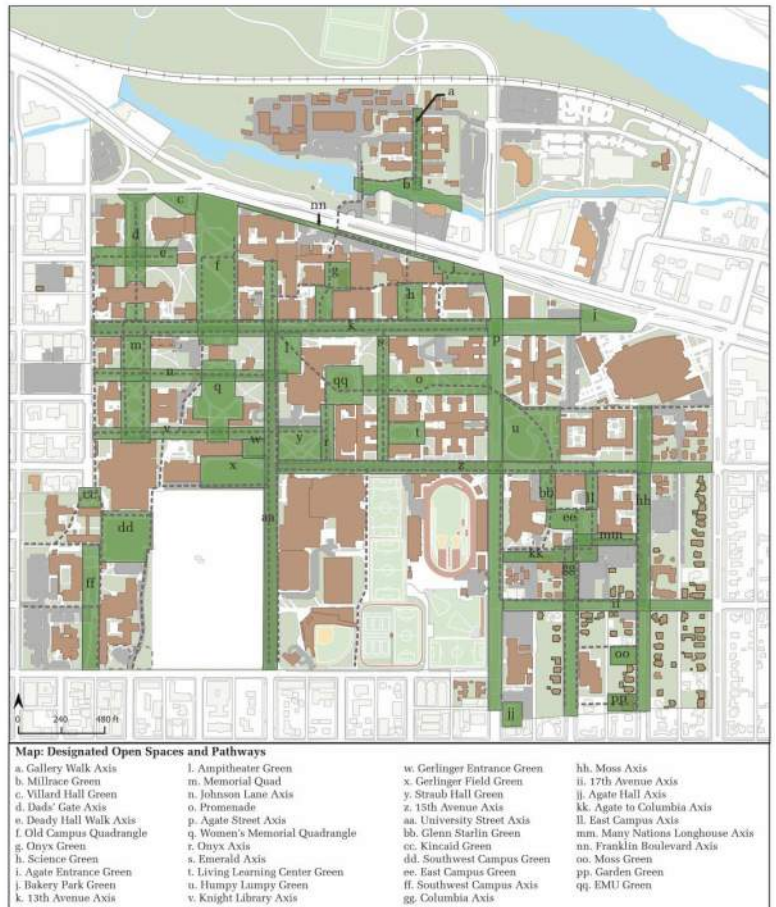 a
b
nn
c
d
e
f
g
h
j
i
k
p
m
l
s
n
q
qq
o
u
v
w
y
r
t
x
z
cc
dd
aa
bb
ll
hh
ee
mm
kk
gg
ff
ii
oo
pp
jj
0 240 480 ft
Map: Designated Open Spaces and Pathways
a. Gallery Walk Axis
b. Millrace Green
c. Villard Hall Green
d. Dads' Gate Axis
e. Deady Hall Walk Axis
f. Old Campus Quadrangle
g. Onyx Green
h. Science Green
i. Agate Entrance Green
j. Bakery Park Green
k. 13th Avenue Axis
l. Ampitheater Green
m. Memorial Quad
n. Johnson Lane Axis
o. Promenade
p. Agate Street Axis
q. Women's Memorial Quadrangle
r. Onyx Axis
s. Emerald Axis
t. Living Learning Center Green
u. Humpy Lumpy Green
v. Knight Library Axis
w. Gerlinger Entrance Green
x. Gerlinger Field Green
y. Straub Hall Green
z. 15th Avenue Axis
aa. University Street Axis
bb. Glenn Starlin Green
cc. Kincaid Green
dd. Southwest Campus Green
ee. East Campus Green
ff. Southwest Campus Axis
gg. Columbia Axis
hh. Moss Axis
ii. 17th Avenue Axis
jj. Agate Hall Axis
kk. Agate to Columbia Axis
ll. East Campus Axis
mm. Many Nations Longhouse Axis
nn. Franklin Boulevard Axis
oo. Moss Green
pp. Garden Green
qq. EMU Green